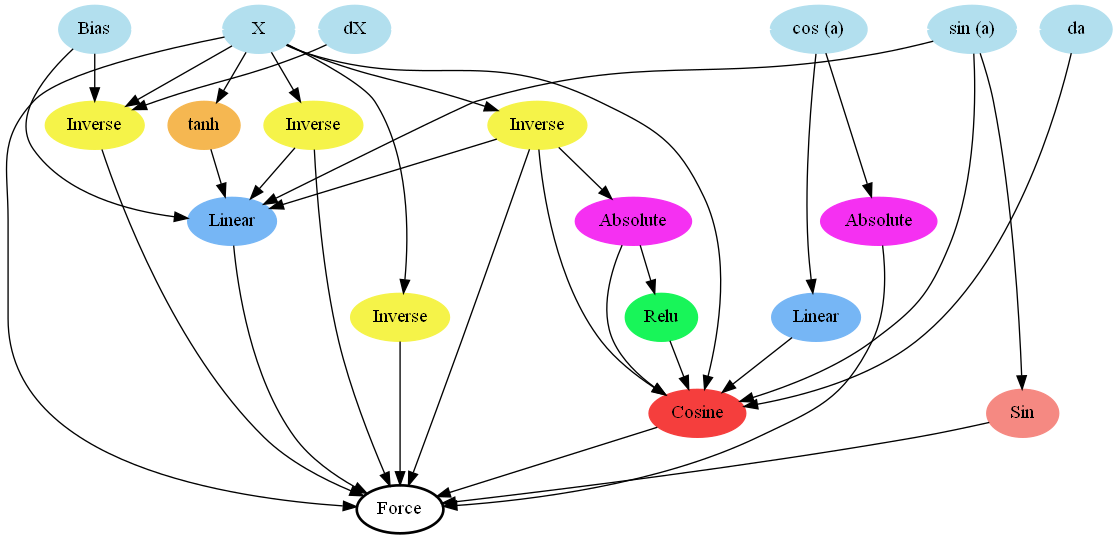 Bias
X
dX
cos (a)
sin (a)
da
Inverse
tanh
Inverse
Inverse
Linear
Absolute
Absolute
Inverse
Relu
Linear
Cosine
Sin
Force